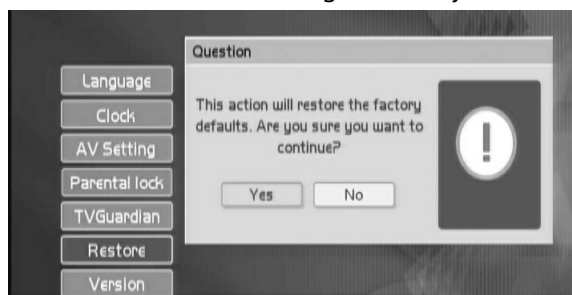 Question
Language
Clock
AV Setting
Parental lock
TVGuardian
Restore
Version
This action will restore the factory
defaults. Are you sure you want to
continue?
Yes No